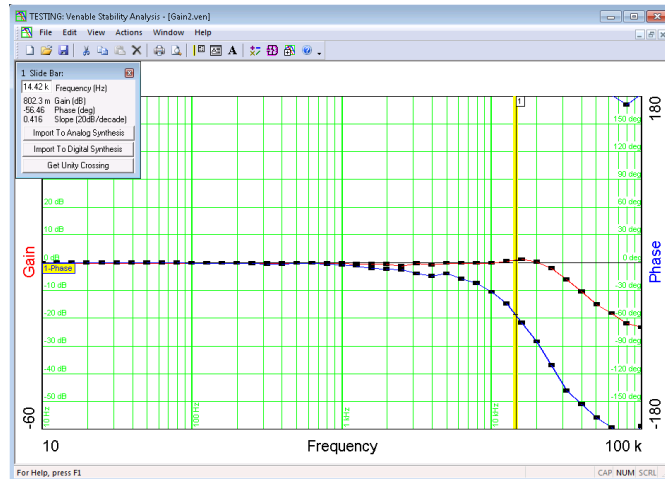 TESTING: Venable Stability Analysis - [Gain2.ven]
File Edit View Actions Window Help
1 Slide Bar:
14.42 k Frequency (Hz)
802.3 m Gain (dB)
-56.46 Phase (deg)
0.416 Slope (20dB/decade)
Import To Analog Synthesis
Import To Digital Synthesis
Get Unity Crossing
1
180
160 deg
120 deg
90 deg
20 dB 60 deg
10 dB 30 deg
0 dB 0 deg
1-Phase
-10 dB -30 deg
-20 dB -60 deg
-30 dB -90 deg
-40 dB -120 deg
-50 dB -150 deg
Gain
Phase
-60
-180
10 Hz 100 Hz 1 kHz 10 kHz
10 Frequency 100 k
For Help, press F1 CAP NUM SCRL